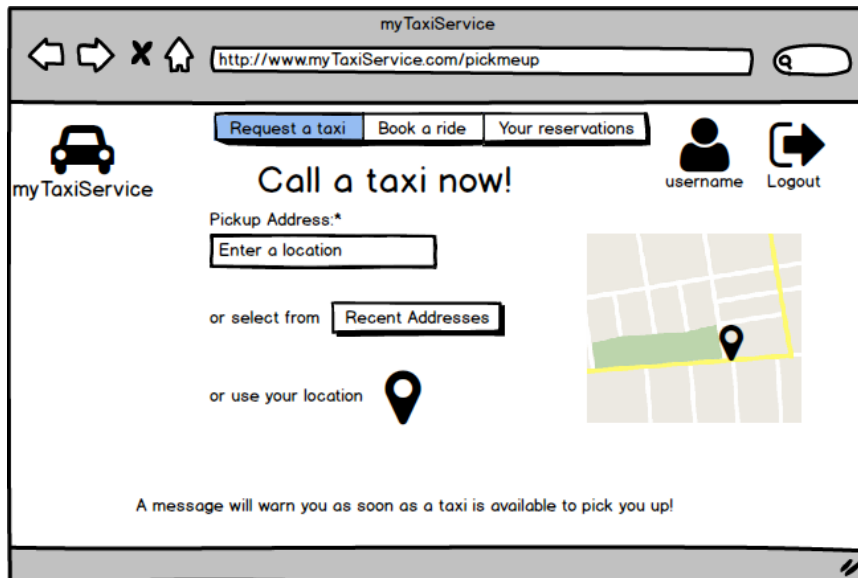 myTaxiService
http://www.myTaxiService.com/pickmeup
Request a taxi Book a ride Your reservations
myTaxiService
username Logout
Call a taxi now!
Pickup Address:*
Enter a location
or select from Recent Addresses
or use your location
A message will warn you as soon as a taxi is available to pick you up!